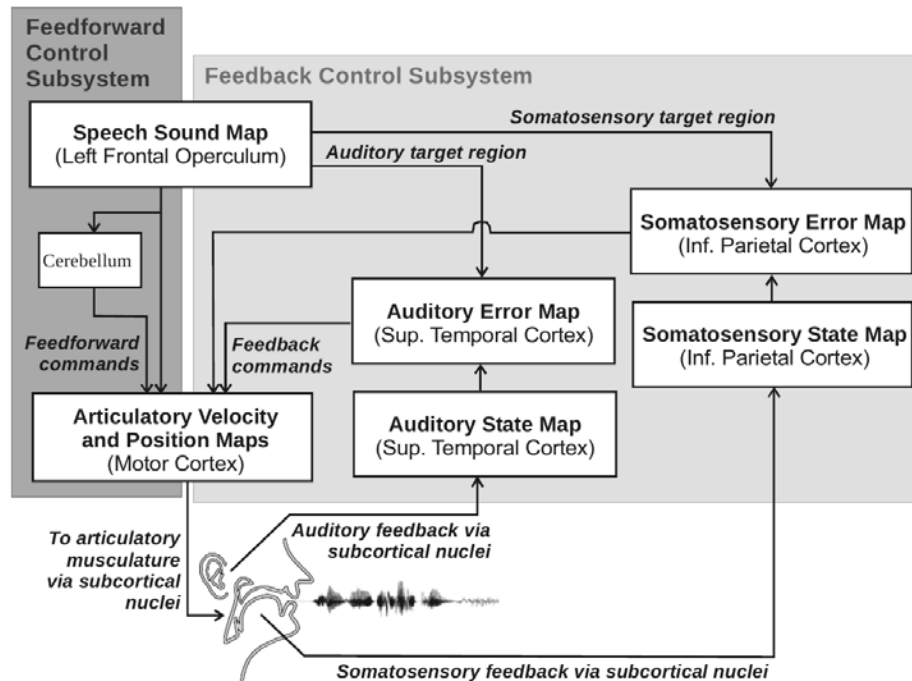 Feedforward
Control
Subsystem
Feedback Control Subsystem
Speech Sound Map
(Left Frontal Operculum)
Somatosensory target region
Auditory target region
Cerebellum
Somatosensory Error Map
(Inf. Parietal Cortex)
Auditory Error Map
(Sup. Temporal Cortex)
Somatosensory State Map
(Inf. Parietal Cortex)
Feedforward
commands
Feedback
commands
Articulatory Velocity
and Position Maps
(Motor Cortex)
Auditory State Map
(Sup. Temporal Cortex)
To articulatory
musculature
via subcortical
nuclei
Auditory feedback via
subcortical nuclei
Somatosensory feedback via subcortical nuclei